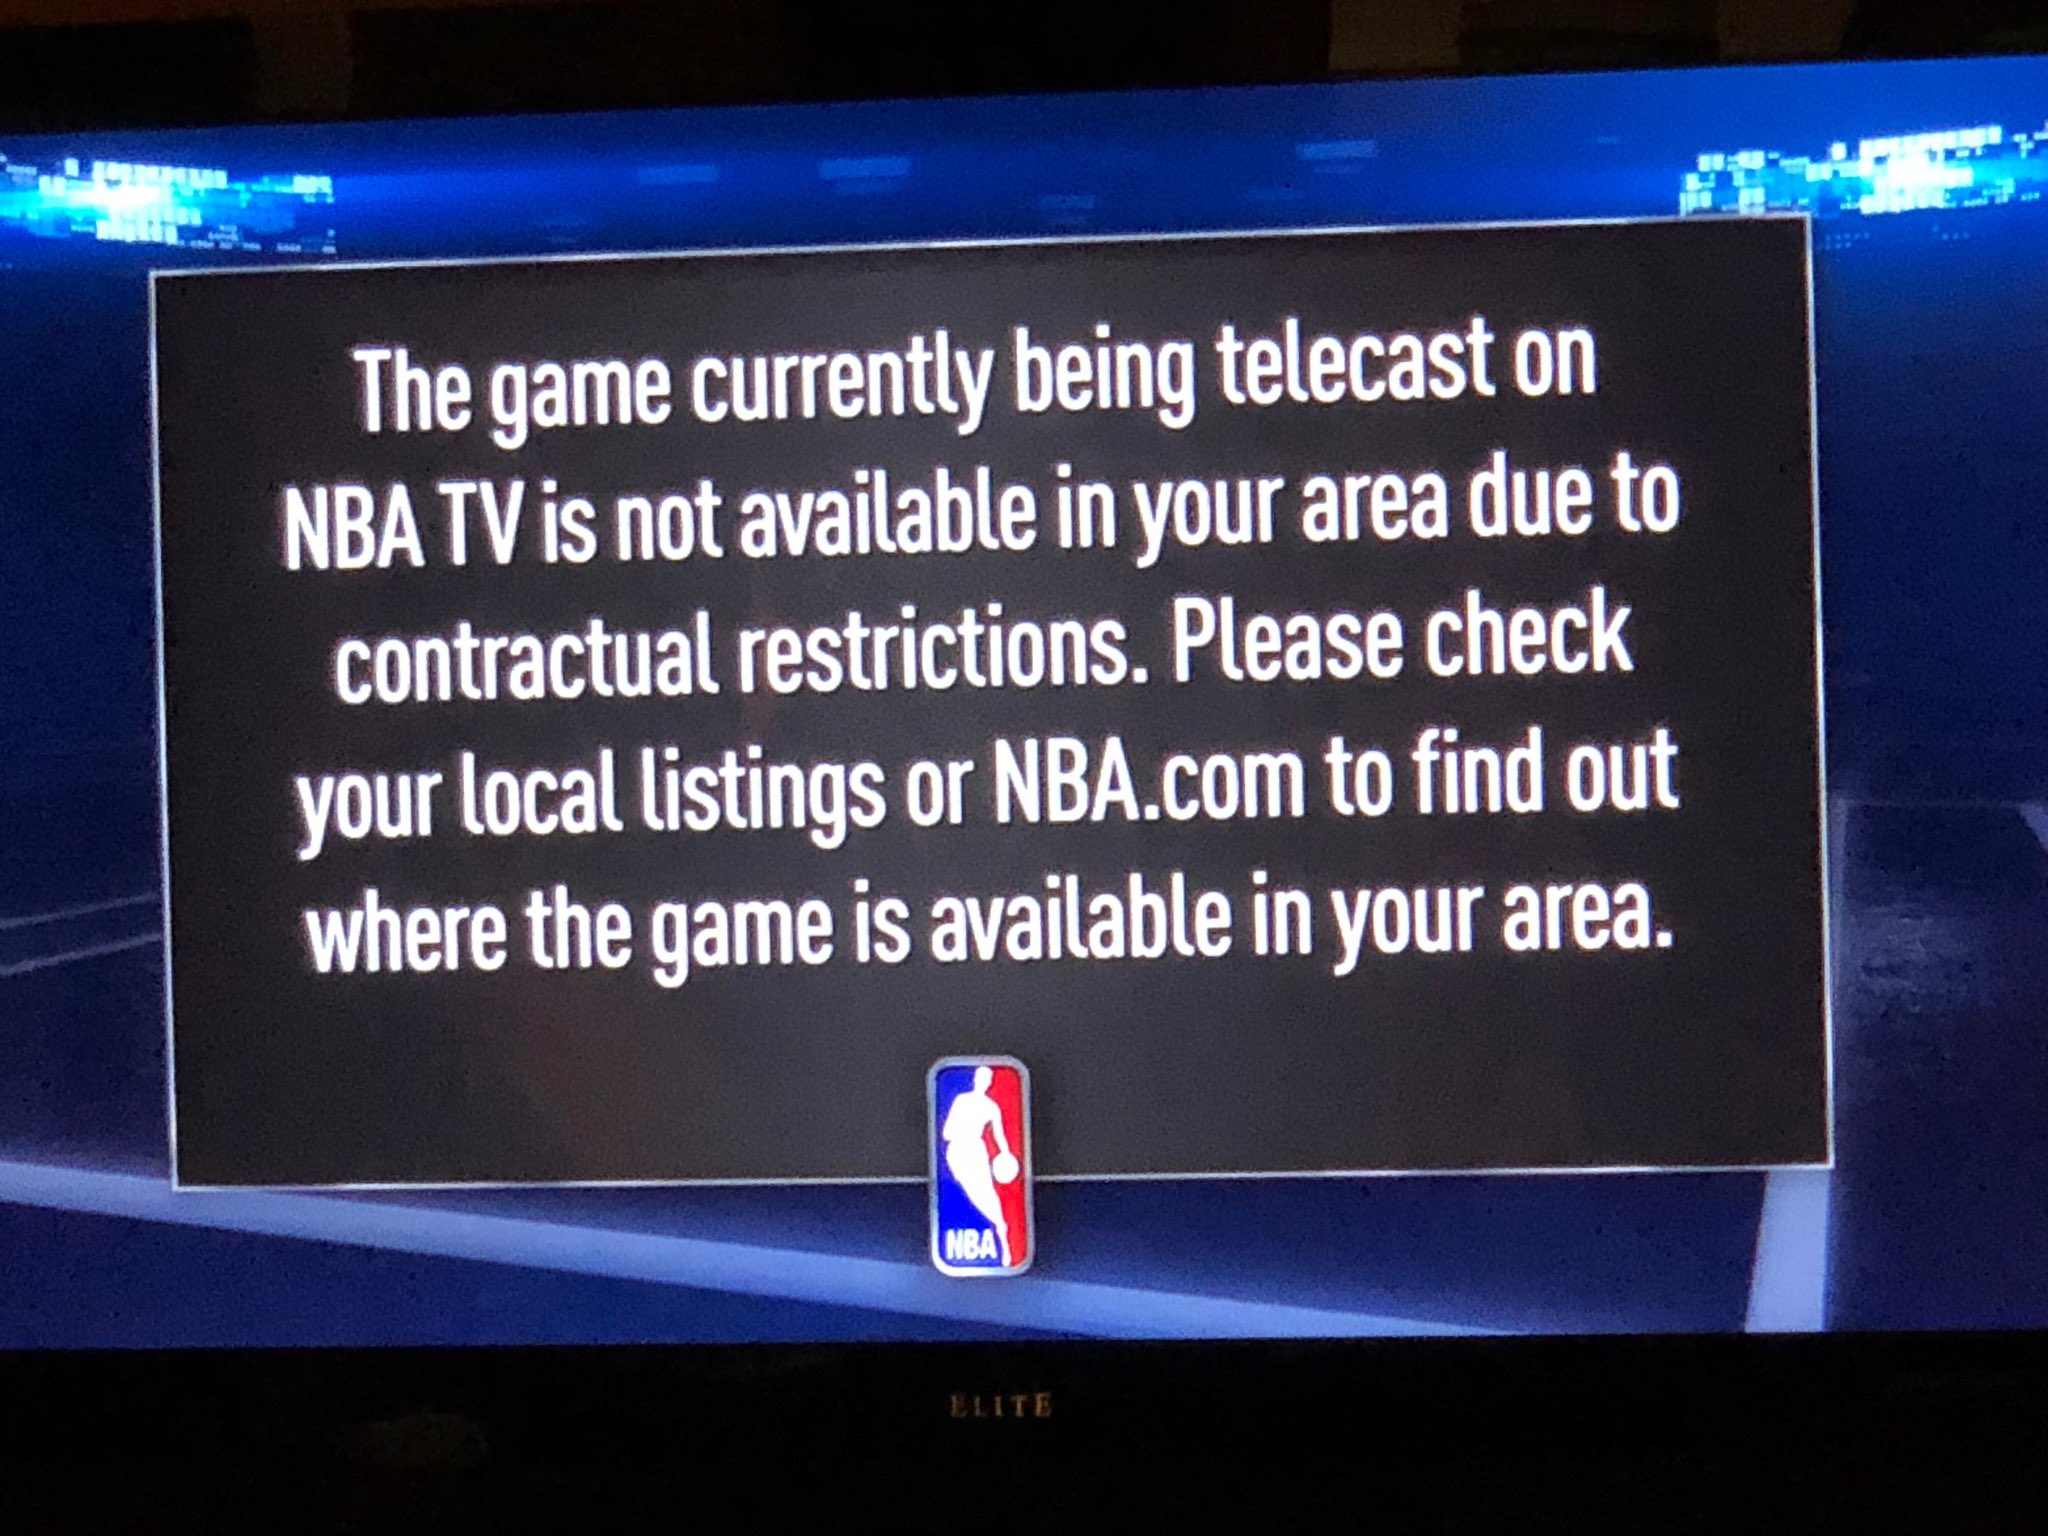 The game currently being telecast on
NBA TV is not available in your area due to
contractual restrictions. Please check
your local listings or NBA.com to find out
where the game is available in your area.
NBA
ELITE